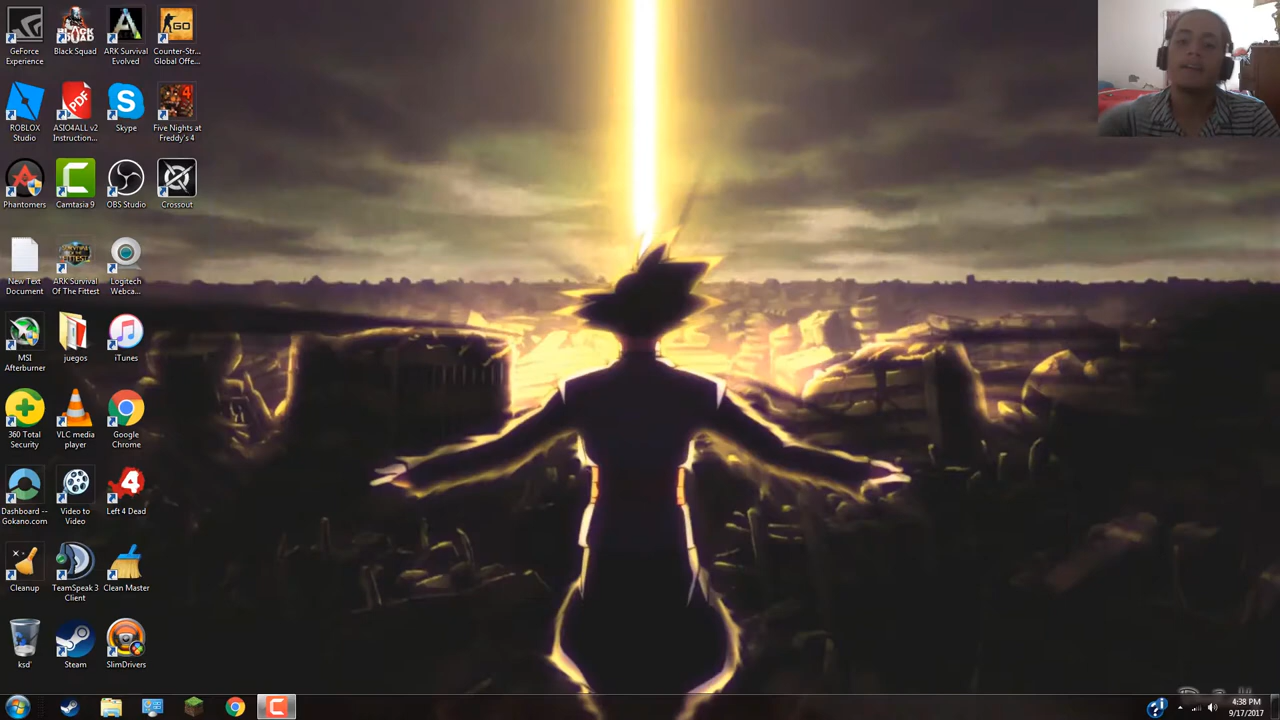 GeForce
Experience
Black Squad
ARK Survival
Evolved
Counter-Str...
Global Offe...
ROBLOX
Studio
ASIO4ALL v2
Instruction...
Skype
Five Nights at
Freddy's 4
Phantomers
Camtasia 9
OBS Studio
Crossout
New Text
Document
ARK Survival
Of The Fittest
Logitech
Webca...
MSI
Afterburner
juegos
iTunes
360 Total
Security
VLC media
player
Google
Chrome
Dashboard --
Gokano.com
Video to
Video
Left 4 Dead
Cleanup
TeamSpeak 3
Client
Clean Master
ksd'
Steam
SlimDrivers
4:38 PM
9/17/2017